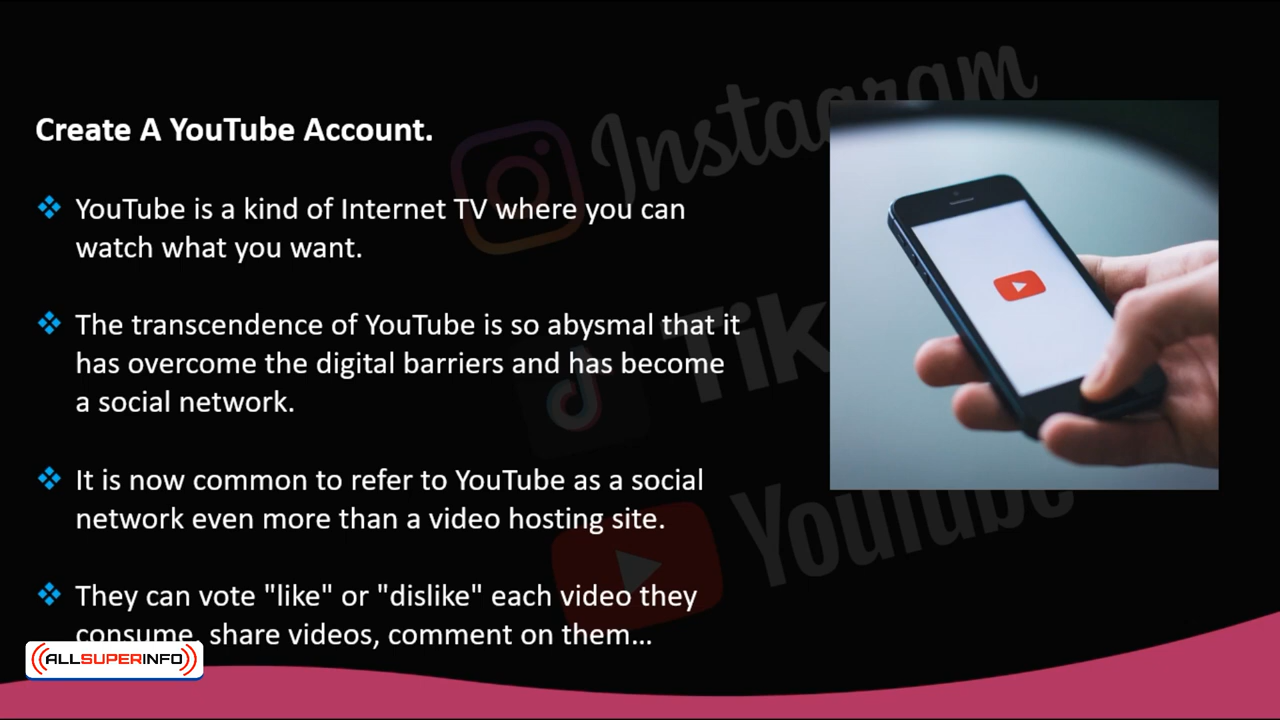 Instagram
Create A YouTube Account.
YouTube is a kind of Internet TV where you can
watch what you want.
The transcendence of YouTube is so abysmal that it
has overcome the digital barriers and has become
a social network.
TiK
It is now common to refer to YouTube as a social
network even more than a video hosting site.
YouTube
They can vote "like" or "dislike" each video they
consume, share videos, comment on them...
ALLSUPERINFO